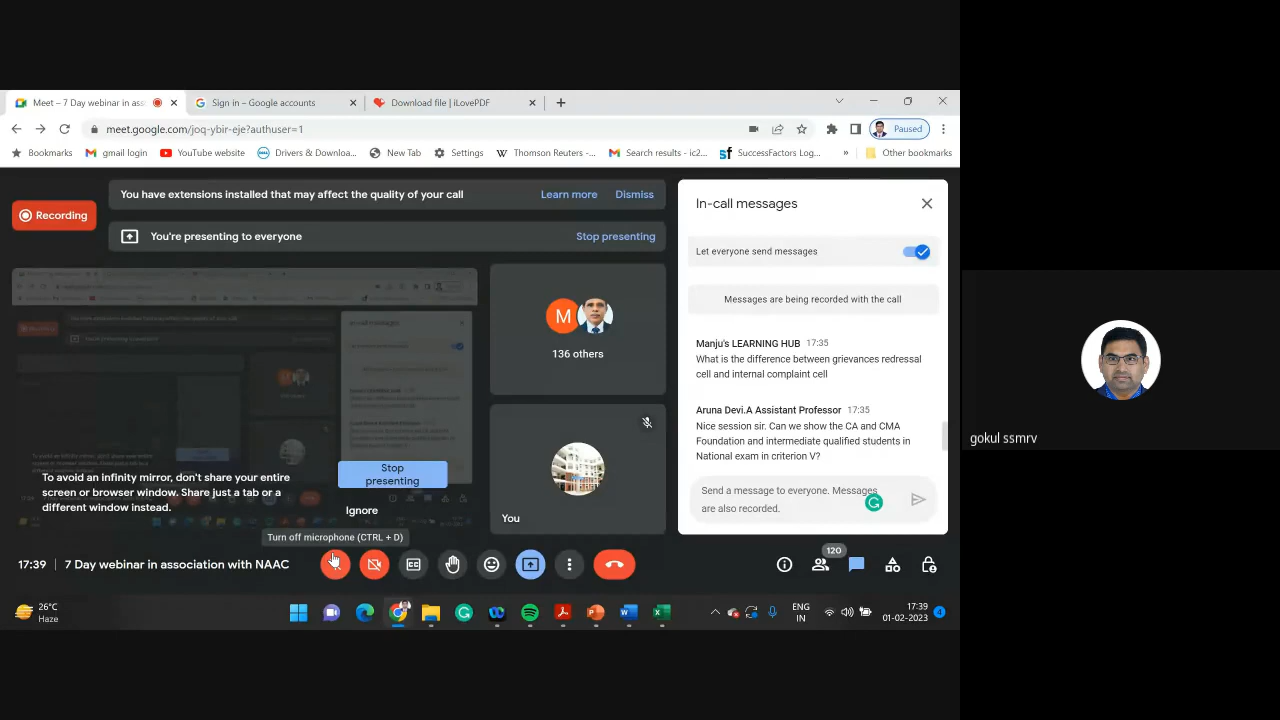 Meet – 7 Day webinar in ass
Sign in – Google accounts
Download file | iLovePDF
meet.google.com/joq-ybir-eje?authuser=1
Paused
Bookmarks
gmail login
YouTube website
Drivers & Downloa...
New Tab
Settings
Thomson Reuters -...
Search results - ic2...
SuccessFactors Log...
»
Other bookmarks
Recording
You have extensions installed that may affect the quality of your call
Learn more
Dismiss
You're presenting to everyone
Stop presenting
To avoid an infinity mirror, don't share your entire
screen or browser window. Share just a tab or a
different window instead.
Stop
presenting
Ignore
M
136 others
You
In-call messages
Let everyone send messages
Messages are being recorded with the call
Manju's LEARNING HUB 17:35
What is the difference between grievances redressal
cell and internal complaint cell
Aruna Devi.A Assistant Professor 17:35
Nice session sir. Can we show the CA and CMA
Foundation and intermediate qualified students in
National exam in criterion V?
Send a message to everyone. Messages
are also recorded.
gokul ssmrv
Turn off microphone (CTRL + D)
17:39 | 7 Day webinar in association with NAAC
120
26°C
Haze
ENG
IN
17:39
01-02-2023
4